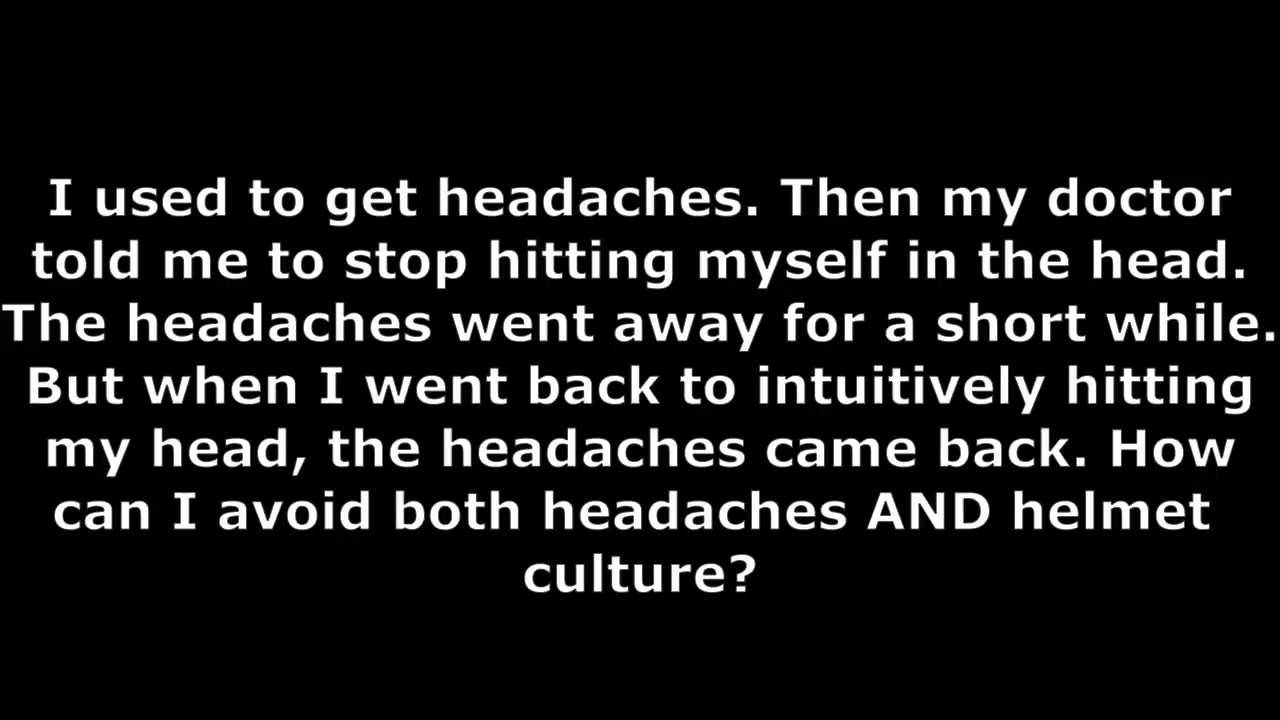 I used to get headaches. Then my doctor
told me to stop hitting myself in the head.
The headaches went away for a short while.
But when I went back to intuitively hitting
my head, the headaches came back. How
can I avoid both headaches AND helmet
culture?